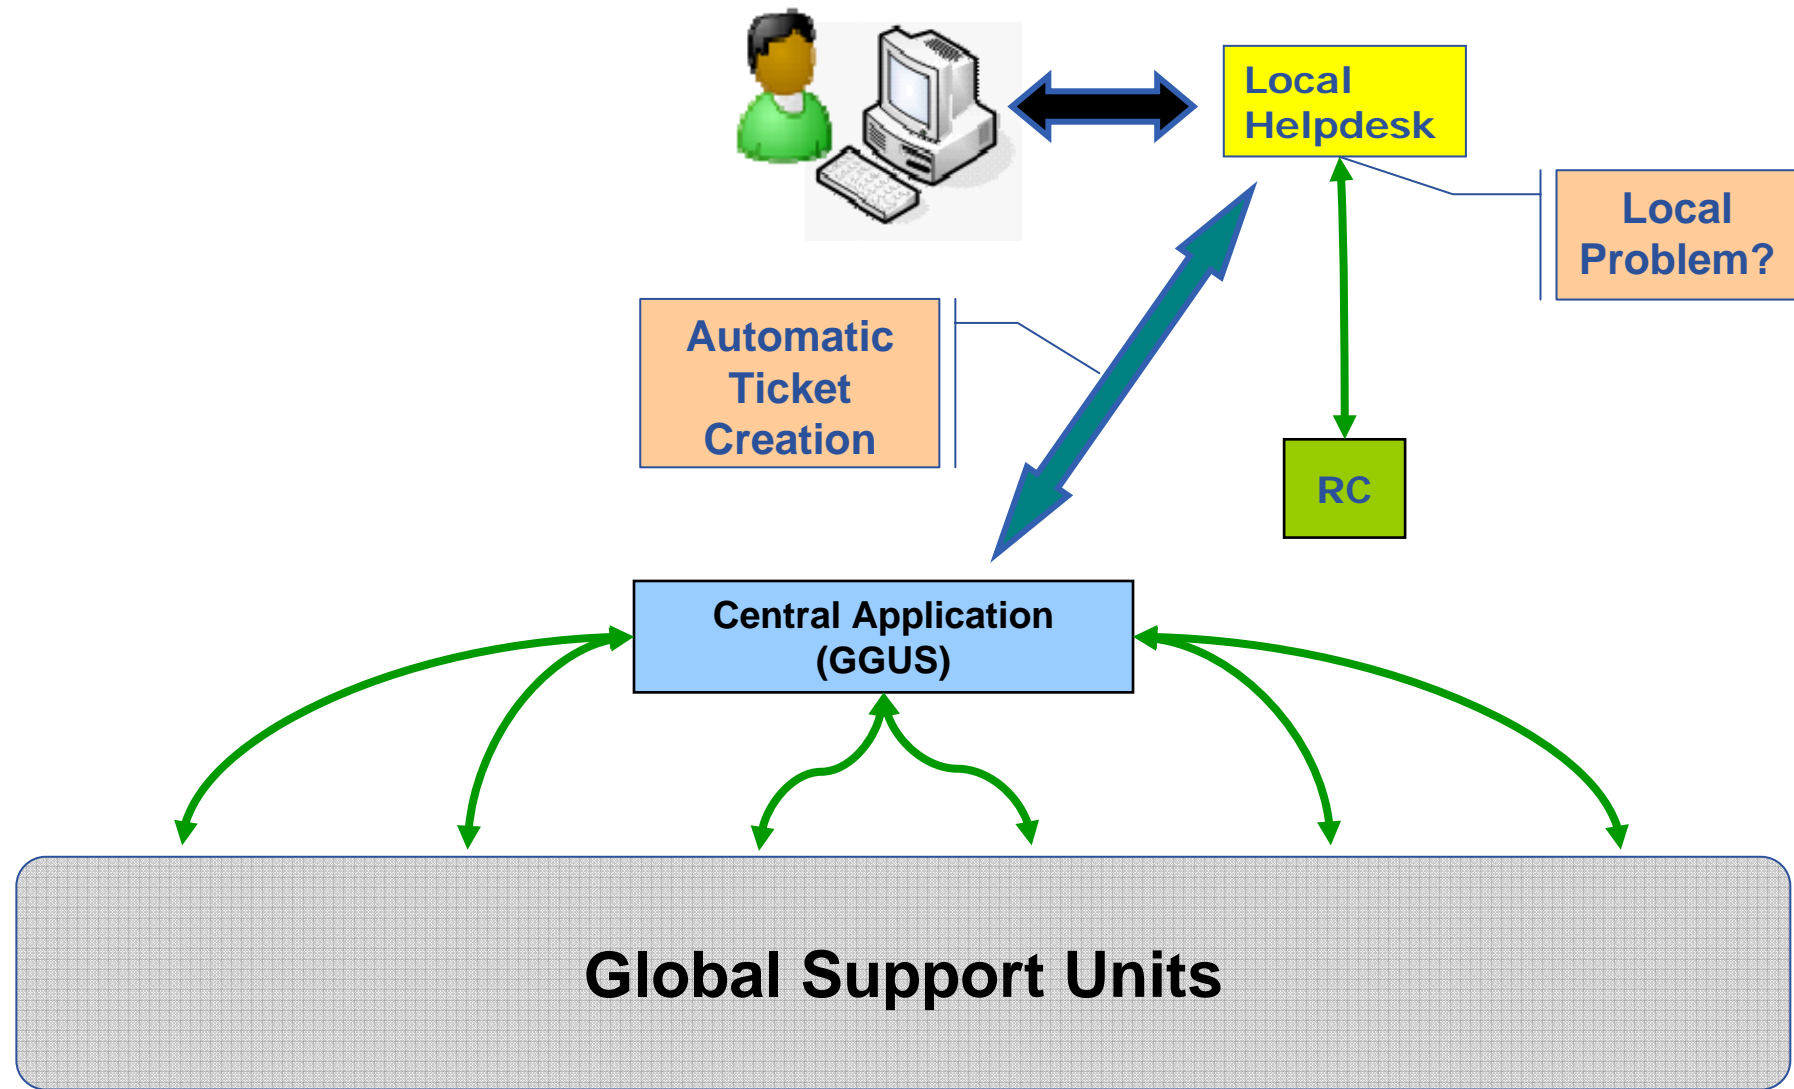 Local
Helpdesk
Local
Problem?
Automatic
Ticket
Creation
RC
Central Application
(GGUS)
Global Support Units